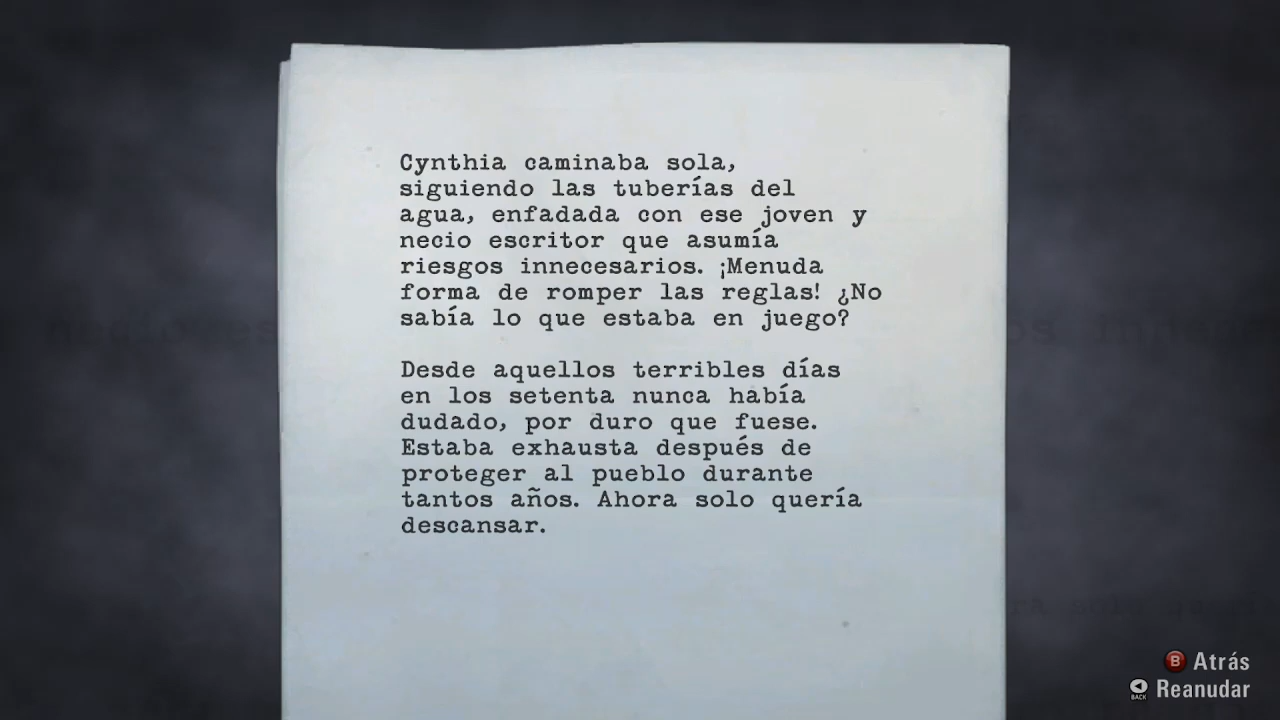 Cynthia caminaba sola,
siguiendo las tuberías del
agua, enfadada con ese joven y
necio escritor que asumía
riesgos innecesarios. ¡Menuda
forma de romper las reglas! ¿No
sabía lo que estaba en juego?
Desde aquellos terribles días
en los setenta nunca había
dudado, por duro que fuese.
Estaba exhausta después de
proteger al pueblo durante
tantos años. Ahora solo quería
descansar.
B Atrás
BACK Reanudar